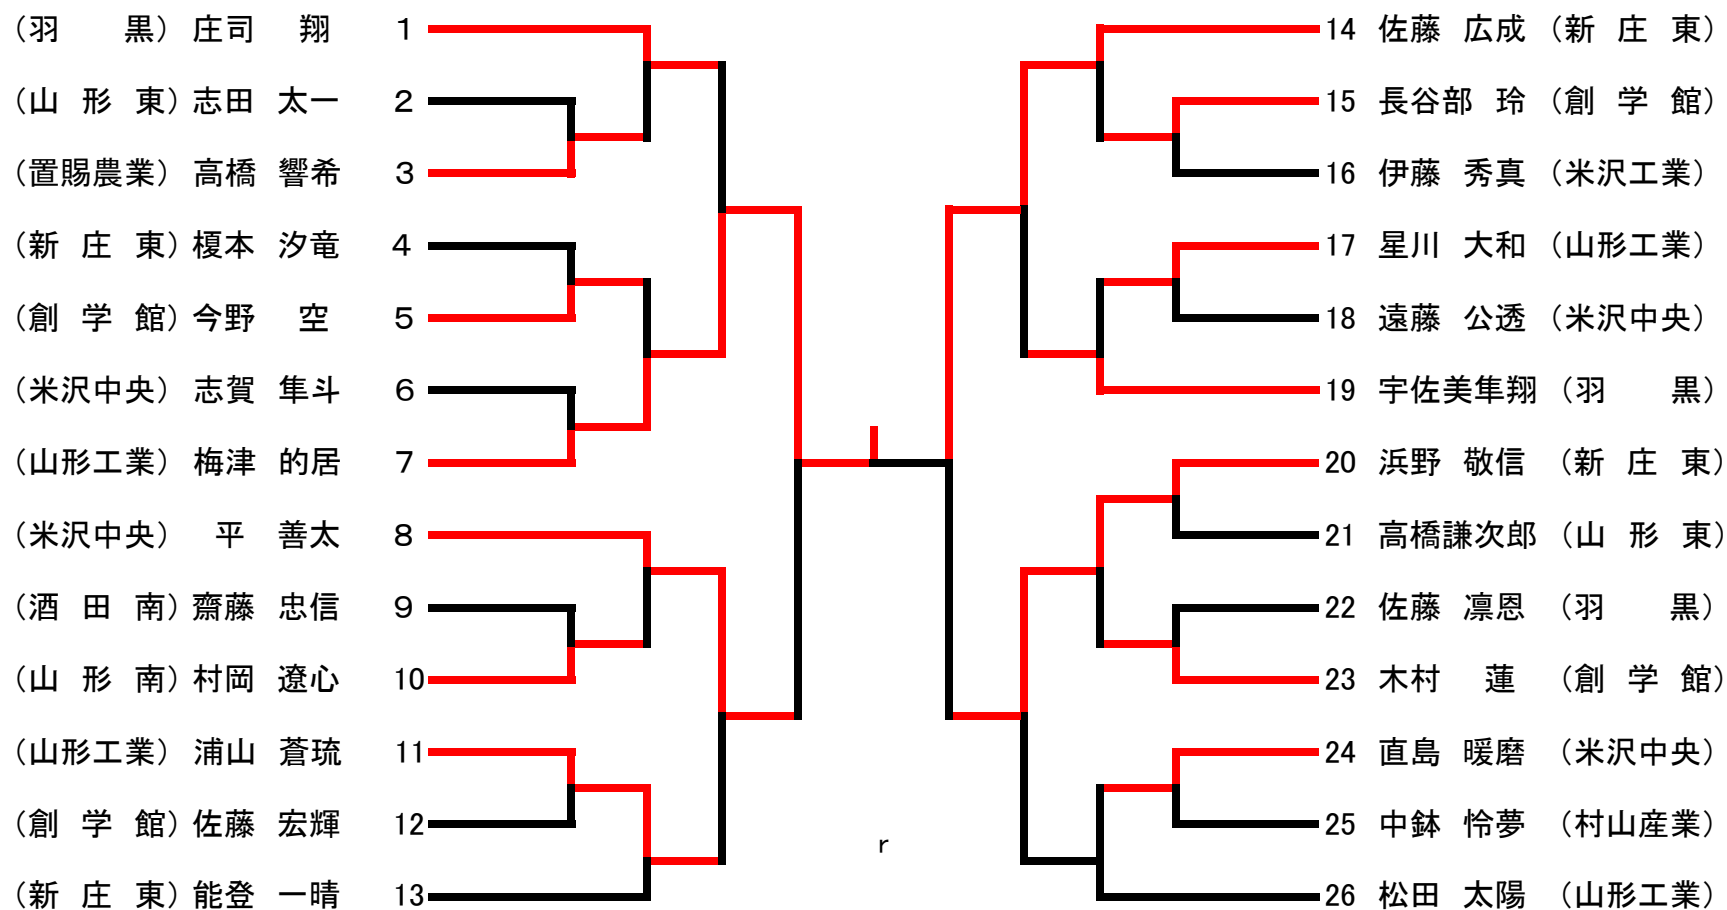 (羽　黒) 庄司 翔 1
(山 形 東) 志田 太一 2
(置賜農業) 高橋 響希 3
(新 庄 東) 榎本 汐竜 4
(創 学 館) 今野 空 5
(米沢中央) 志賀 隼斗 6
(山形工業) 梅津 的居 7
(米沢中央) 平 善太 8
(酒 田 南) 齋藤 忠信 9
(山 形 南) 村岡 遼心 10
(山形工業) 浦山 蒼琉 11
(創 学 館) 佐藤 宏輝 12
(新 庄 東) 能登 一晴 13
14 佐藤 広成 (新 庄 東)
15 長谷部 玲 (創 学 館)
16 伊藤 秀真 (米沢工業)
17 星川 大和 (山形工業)
18 遠藤 公透 (米沢中央)
19 宇佐美隼翔 (羽　黒)
20 浜野 敬信 (新 庄 東)
21 高橋謙次郎 (山 形 東)
22 佐藤 凛恩 (羽　黒)
23 木村 蓮 (創 学 館)
24 直島 暖磨 (米沢中央)
25 中鉢 怜夢 (村山産業)
26 松田 太陽 (山形工業)
r